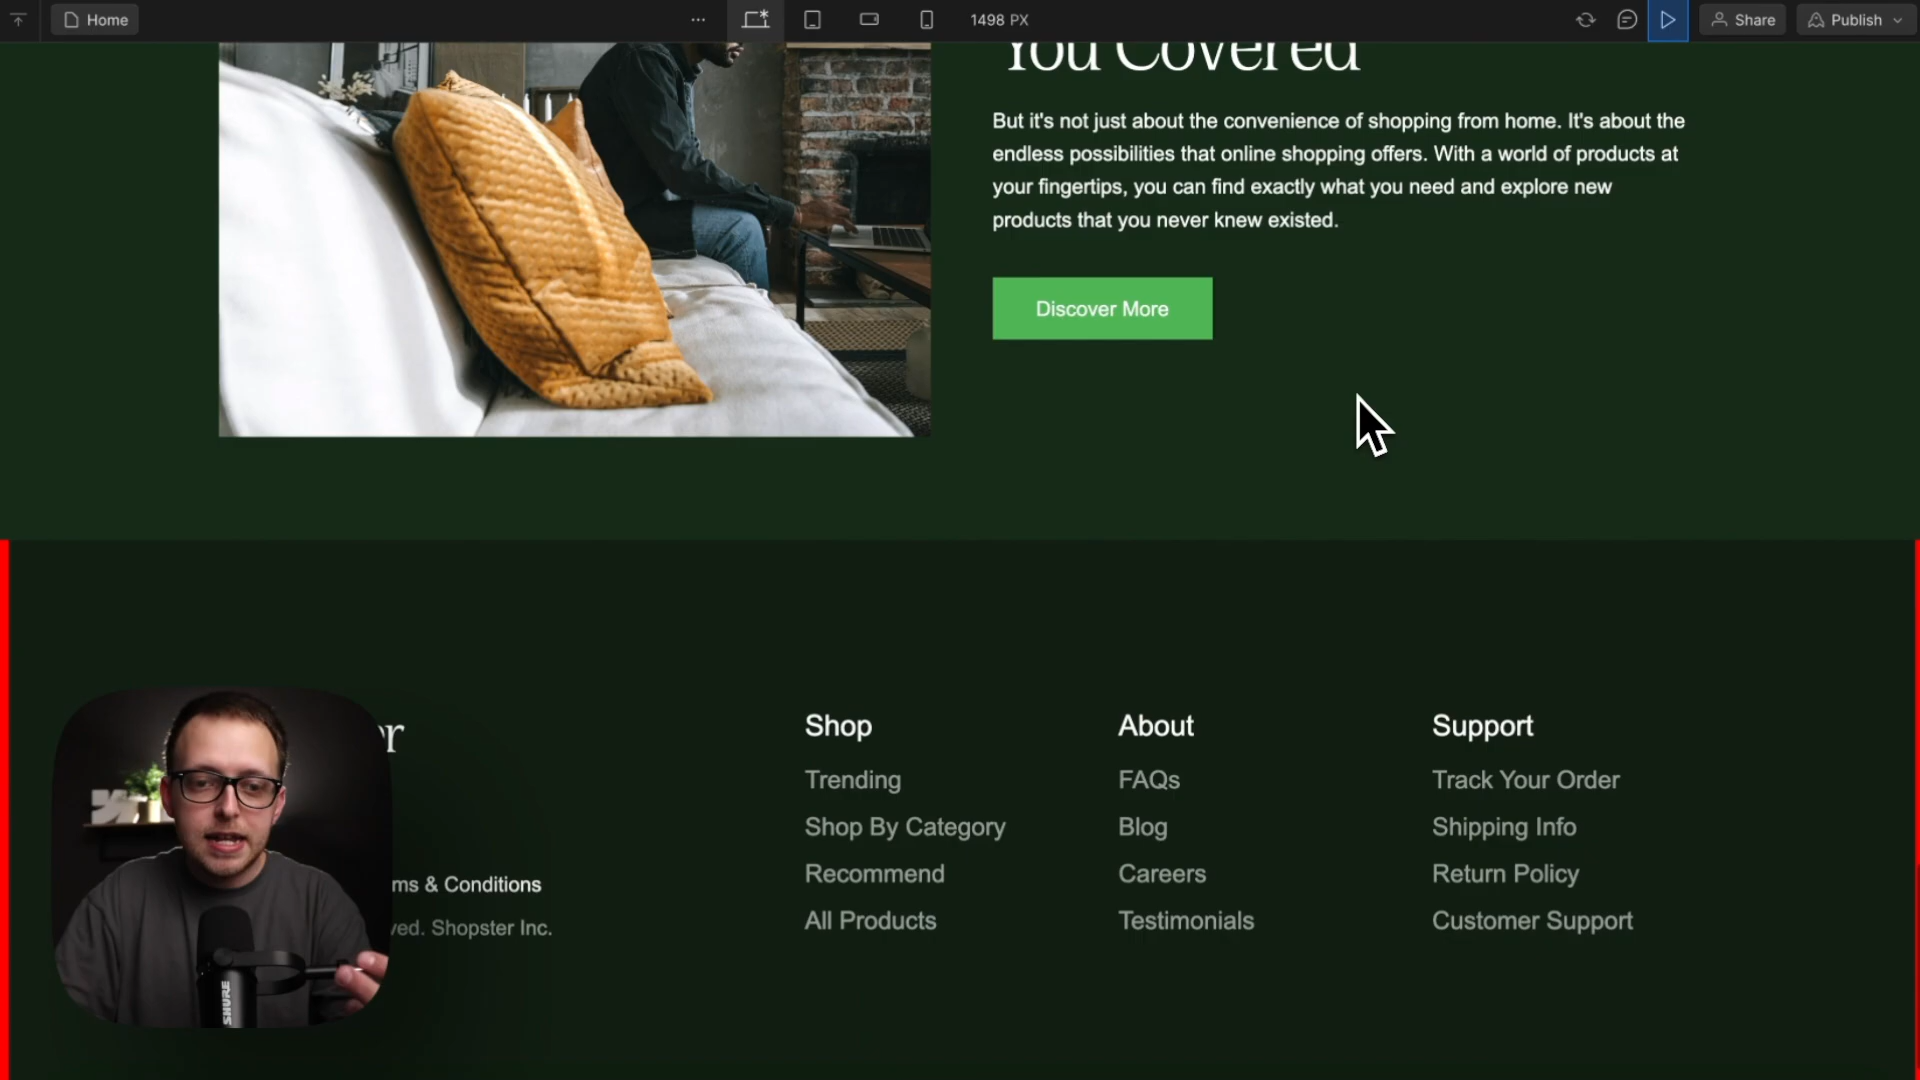 Home
1498 PX
Share
Publish
You Covered
But it's not just about the convenience of shopping from home. It's about the
endless possibilities that online shopping offers. With a world of products at
your fingertips, you can find exactly what you need and explore new
products that you never knew existed.
Discover More
er
ms & Conditions
ved. Shopster Inc.
Shop
Trending
Shop By Category
Recommend
All Products
About
FAQs
Blog
Careers
Testimonials
Support
Track Your Order
Shipping Info
Return Policy
Customer Support
SHURE